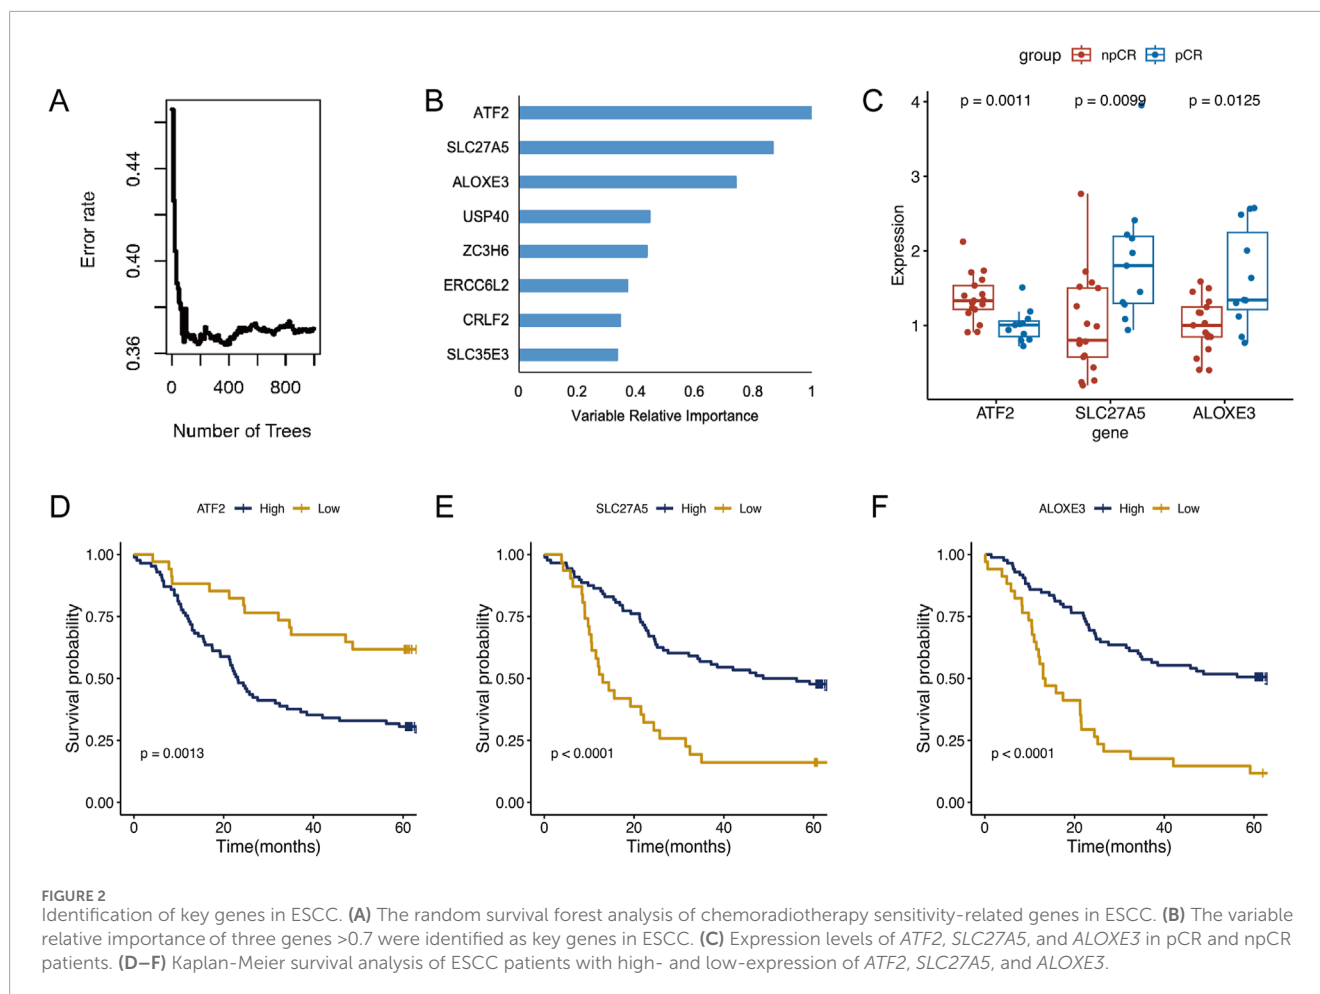 A
Error rate
0.44
0.40
0.36
0 400 800
Number of Trees
B
ATF2
SLC27A5
ALOXE3
USP40
ZC3H6
ERCC6L2
CRLF2
SLC35E3
0 0.2 0.4 0.6 0.8 1
Variable Relative Importance
group npCR pCR
C
p = 0.0011 p = 0.0099 p = 0.0125
Expression
4
3
2
1
ATF2 SLC27A5 ALOXE3
gene
D
ATF2 High Low
Survival probability
1.00
0.75
0.50
0.25
0.00
p = 0.0013
0 20 40 60
Time(months)
E
SLC27A5 High Low
Survival probability
1.00
0.75
0.50
0.25
0.00
p < 0.0001
0 20 40 60
Time(months)
F
ALOXE3 High Low
Survival probability
1.00
0.75
0.50
0.25
0.00
p < 0.0001
0 20 40 60
Time(months)
FIGURE 2
Identification of key genes in ESCC. (A) The random survival forest analysis of chemoradiotherapy sensitivity-related genes in ESCC. (B) The variable
relative importance of three genes >0.7 were identified as key genes in ESCC. (C) Expression levels of ATF2, SLC27A5, and ALOXE3 in pCR and npCR
patients. (D–F) Kaplan-Meier survival analysis of ESCC patients with high- and low-expression of ATF2, SLC27A5, and ALOXE3.